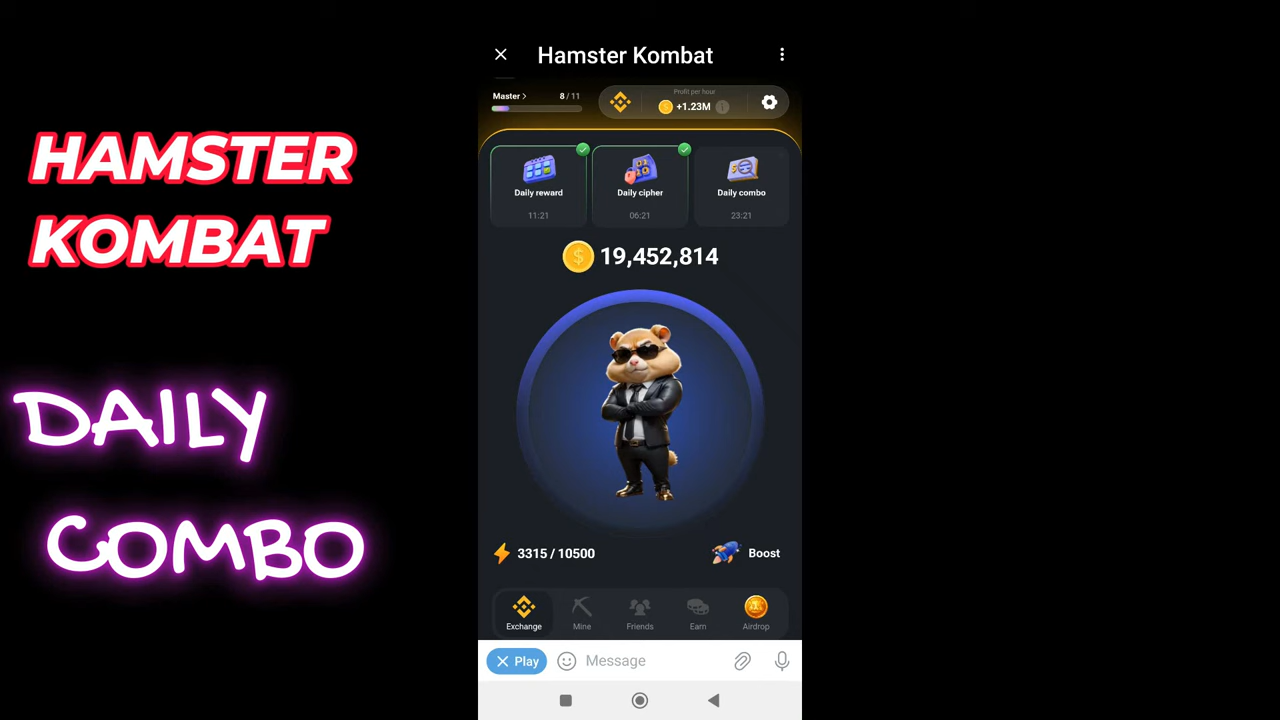 HAMSTER
KOMBAT
DAILY
COMBO
Hamster Kombat
Master >
8/11
Profit per hour
+1.23M
Daily reward
11:21
Daily cipher
06:21
Daily combo
23:21
19,452,814
3315 / 10500
Boost
Exchange
Mine
Friends
Earn
Airdrop
Play
Message